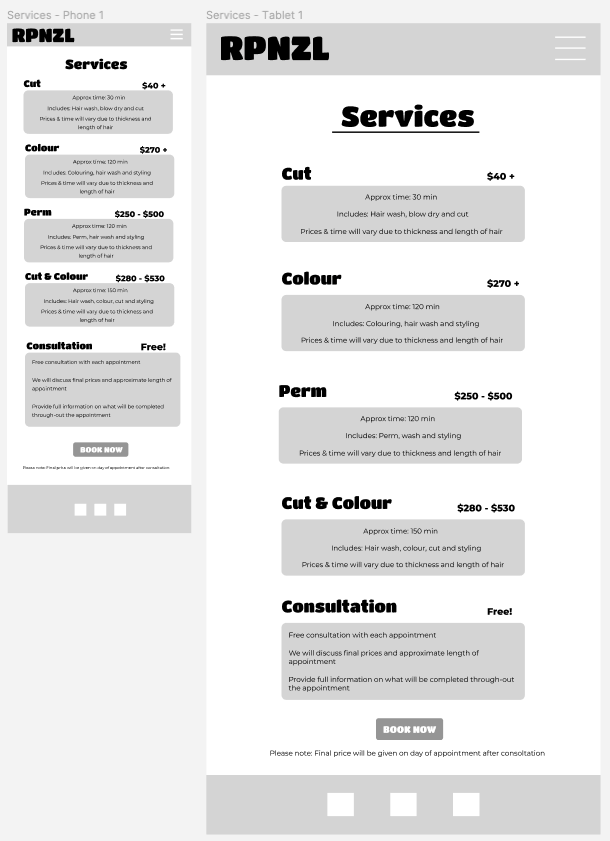 Services - Phone 1
RPNZL
Services
Cut
$40 +
Approx time: 30 min
Includes: Hair wash, blow dry and cut
Prices & time will vary due to thickness and
length of hair
Colour
$270 +
Approx time: 120 min
Includes: Colouring, hair wash and styling
Prices & time will vary due to thickness and
length of hair
Perm
$250 - $500
Approx time: 120 min
Includes: Perm, hair wash and styling
Prices & time will vary due to thickness and
length of hair
Cut & Colour
$280 - $530
Approx time: 150 min
Includes: Hair wash, colour, cut and styling
Prices & time will vary due to thickness and
length of hair
Consultation
Free!
Free consultation with each appointment
We will discuss final prices and approximate length of
appointment
Provide full information on what will be completed
through-out the appointment
BOOK NOW
Please note: Final price will be given on day of appointment after consoltation
Services - Tablet 1
RPNZL
Services
Cut
$40 +
Approx time: 30 min
Includes: Hair wash, blow dry and cut
Prices & time will vary due to thickness and length of hair
Colour
$270 +
Approx time: 120 min
Includes: Colouring, hair wash and styling
Prices & time will vary due to thickness and length of hair
Perm
$250 - $500
Approx time: 120 min
Includes: Perm, wash and styling
Prices & time will vary due to thickness and length of hair
Cut & Colour
$280 - $530
Approx time: 150 min
Includes: Hair wash, colour, cut and styling
Prices & time will vary due to thickness and length of hair
Consultation
Free!
Free consultation with each appointment
We will discuss final prices and approximate length of
appointment
Provide full information on what will be completed through-out
the appointment
BOOK NOW
Please note: Final price will be given on day of appointment after consoltation